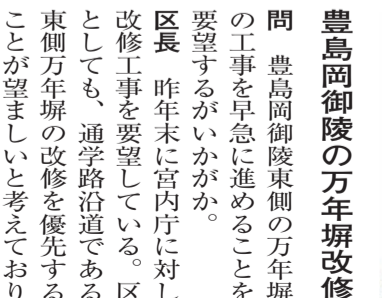 豊島岡御陵の万年塀改修
問　豊島岡御陵東側の万年塀
の工事を早急に進めることを
要望するがいかがか。
区長　昨年末に宮内庁に対し
改修工事を要望している。区
としても、通学路沿道である
東側万年塀の改修を優先する
ことが望ましいと考えており